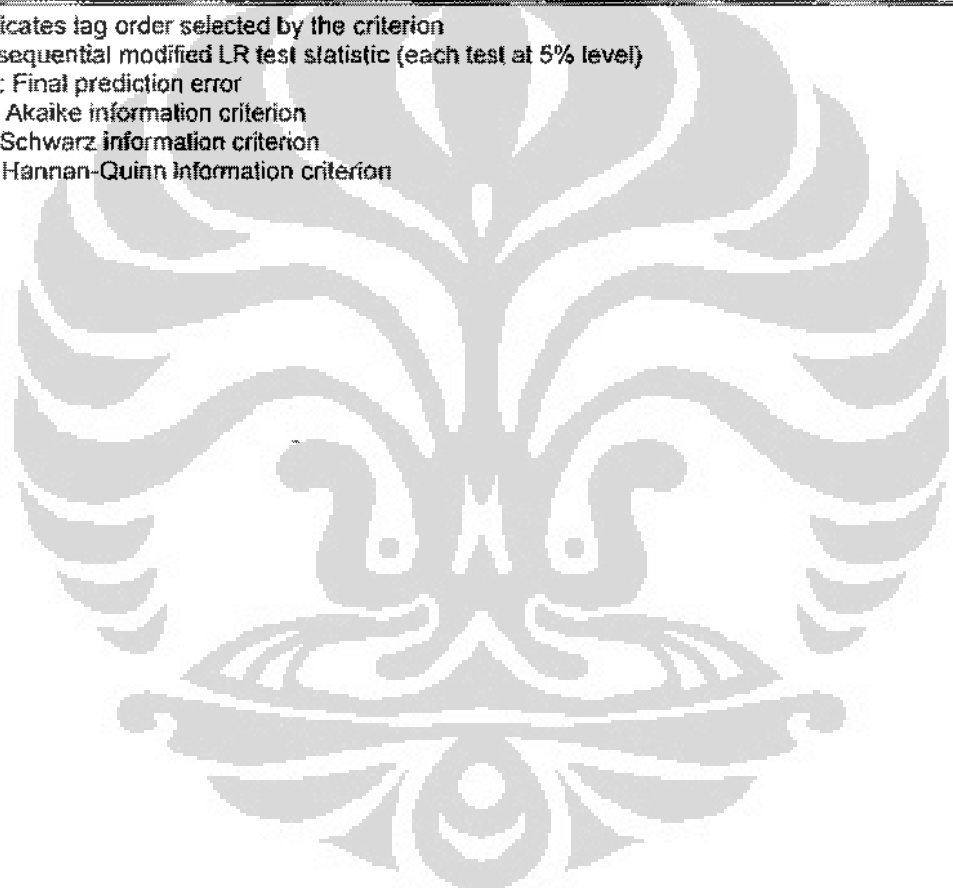 icates lag order selected by the criterion
sequential modified LR test statistic (each test at 5% level)
: Final prediction error
Akaike information criterion
Schwarz information criterion
Hannan-Quinn information criterion